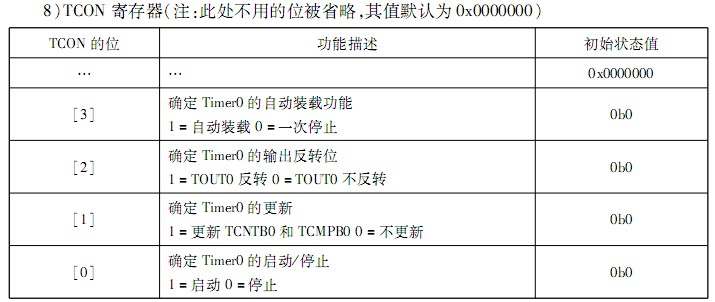 8)TCON 寄存器(注:此处不用的位被省略,其值默认为 0x0000000)
TCON 的位 功能描述 初始状态值
… … 0x0000000
[3] 确定 Timer0 的自动装载功能
1 = 自动装载 0 = 一次停止 0b0
[2] 确定 Timer0 的输出反转位
1 = TOUT0 反转 0 = TOUT0 不反转 0b0
[1] 确定 Timer0 的更新
1 = 更新 TCNTB0 和 TCMPB0 0 = 不更新 0b0
[0] 确定 Timer0 的启动/停止
1 = 启动 0 = 停止 0b0